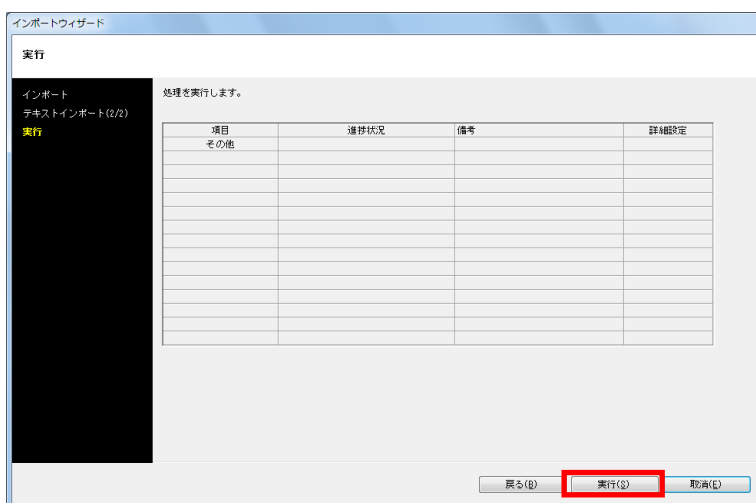 インポートウィザード
実行
インポート
テキストインポート(2/2)
実行
処理を実行します。
項目 進捗状況 備考 詳細設定
その他
戻る(B) 実行(S) 取消(E)